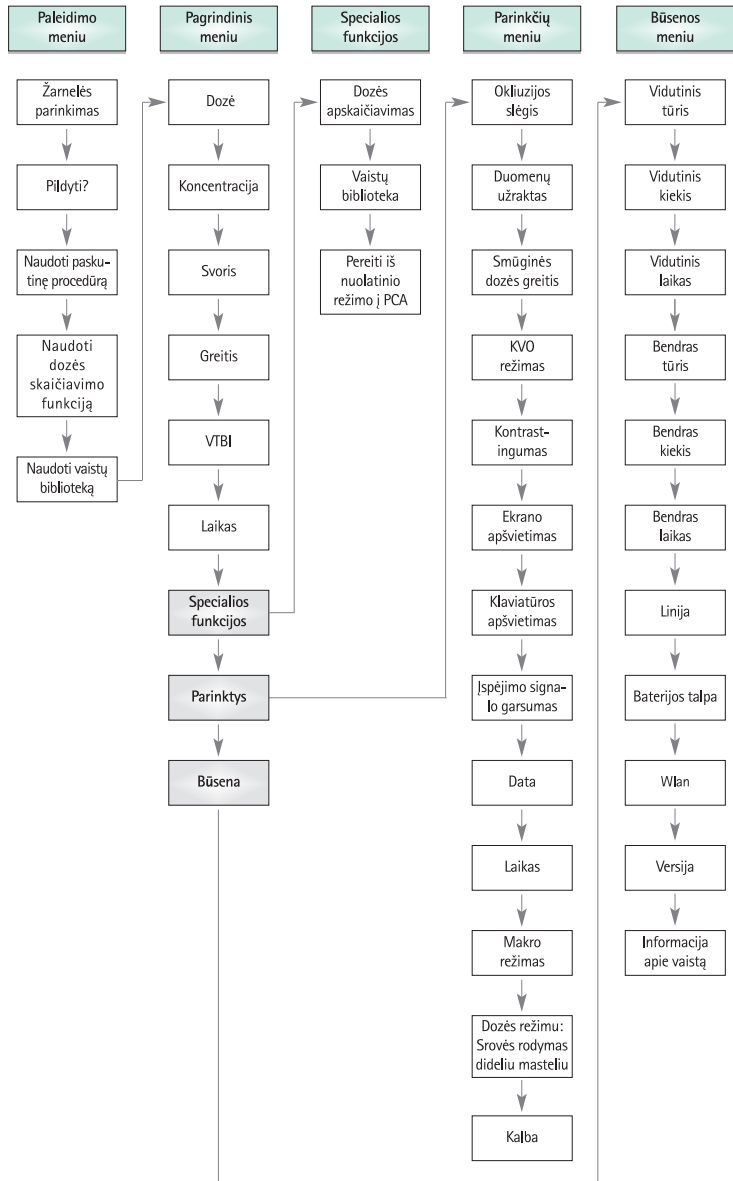 Paleidimo
meniu
Pagrindinis
meniu
Specialios
funkcijos
Parinkčių
meniu
Būsenos
meniu
Žarnelės
parinkimas
Pildyti?
Naudoti pasku-
tinę procedūrą
Naudoti
dozės
skaičiavimo
funkciją
Naudoti vaistų
biblioteką
Dozė
Koncentracija
Svoris
Greitis
VTBI
Laikas
Specialios
funkcijos
Parinktys
Būsena
Dozės
apskaičiavimas
Vaistų
biblioteka
Pereiti iš
nuolatinio
režimo į PCA
Okliuzijos
slėgis
Duomenų
užraktas
Smūginės
dozės greitis
KVO
režimas
Kontrast-
ingumas
Ekrano
apšvietimas
Klaviatūros
apšvietimas
Įspėjimo signa-
lo garsumas
Data
Laikas
Makro
režimas
Dozės režimu:
Srovės rodymas
dideliu masteliu
Kalba
Vidutinis
tūris
Vidutinis
kiekis
Vidutinis
laikas
Bendras
tūris
Bendras
kiekis
Bendras
laikas
Linija
Baterijos talpa
Wlan
Versija
Informacija
apie vaistą